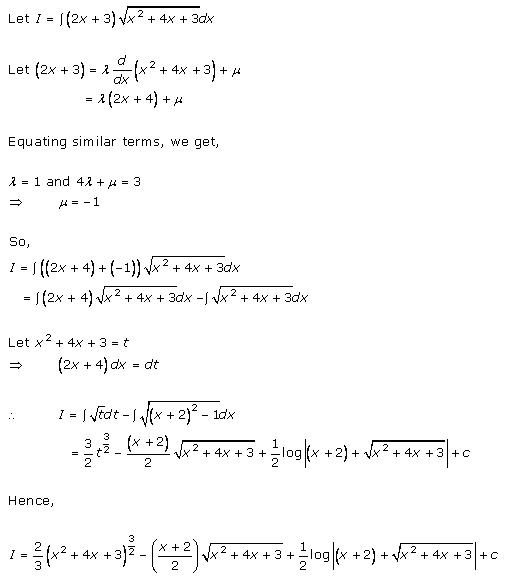 Let I = ∫(2x + 3)√(x² + 4x + 3)dx
Let (2x + 3) = λ d/dx (x² + 4x + 3) + μ
= λ(2x + 4) + μ
Equating similar terms, we get,
λ = 1 and 4λ + μ = 3
⇒ μ = −1
So,
I = ∫((2x + 4) + (−1))√(x² + 4x + 3)dx
= ∫(2x + 4)√(x² + 4x + 3)dx − ∫√(x² + 4x + 3)dx
Let x² + 4x + 3 = t
⇒ (2x + 4)dx = dt
∴ I = ∫√t dt − ∫√((x + 2)² − 1)dx
= 3/2 t^(3/2) − (x + 2)/2 √(x² + 4x + 3) + 1/2 log|(x + 2) + √(x² + 4x + 3)| + c
Hence,
I = 2/3 (x² + 4x + 3)^(3/2) − ((x + 2)/2)√(x² + 4x + 3) + 1/2 log|(x + 2) + √(x² + 4x + 3)| + c